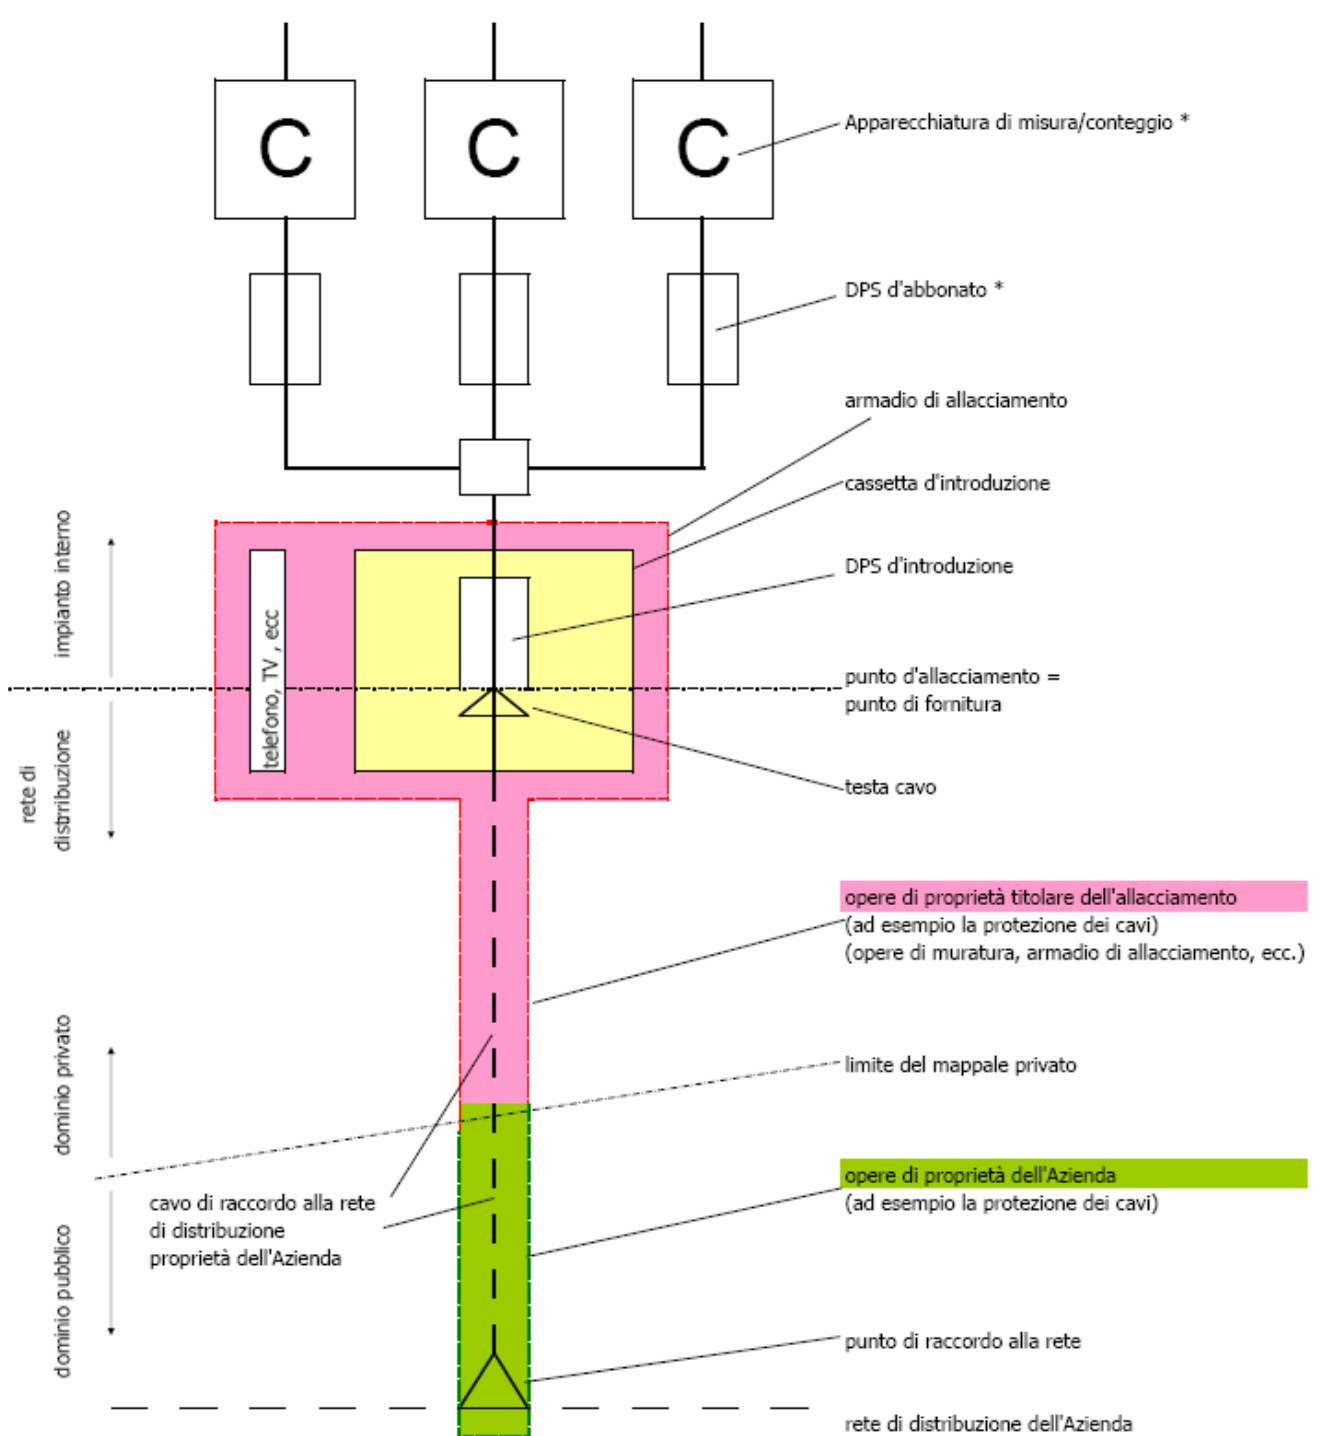 C C C
Apparecchiatura di misura/conteggio *
DPS d'abbonato *
armadio di allacciamento
cassetta d'introduzione
DPS d'introduzione
impianto interno
telefono, TV , ecc
punto d'allacciamento =
punto di fornitura
rete di
distrribuzione
testa cavo
opere di proprietà titolare dell'allacciamento
(ad esempio la protezione dei cavi)
(opere di muratura, armadio di allacciamento, ecc.)
dominio privato
limite del mappale privato
opere di proprietà dell'Azienda
(ad esempio la protezione dei cavi)
cavo di raccordo alla rete
di distribuzione
proprietà dell'Azienda
dominio pubblico
punto di raccordo alla rete
rete di distribuzione dell'Azienda